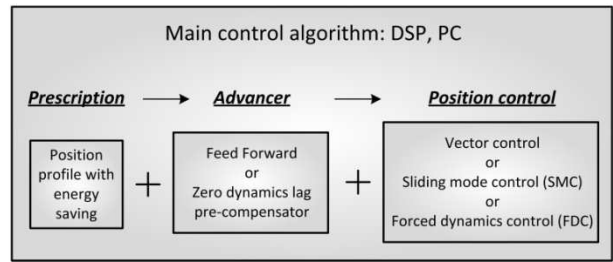 Main control algorithm: DSP, PC
Prescription Advancer Position control
Position
profile with
energy
saving
+
Feed Forward
or
Zero dynamics lag
pre-compensator
+
Vector control
or
Sliding mode control (SMC)
or
Forced dynamics control (FDC)